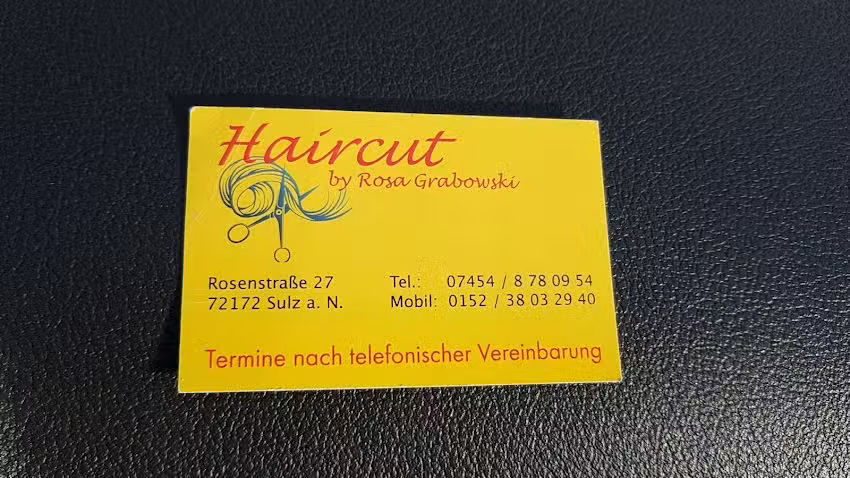 Haircut
by Rosa Grabowski
Rosenstraße 27 Tel.: 07454 / 8 78 09 54
72172 Sulz a. N. Mobil: 0152 / 38 03 29 40
Termine nach telefonischer Vereinbarung